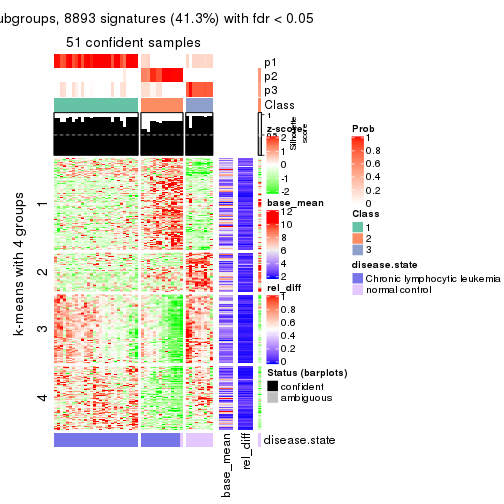 ubgroups, 8893 signatures (41.3%) with fdr < 0.05
51 confident samples
p1
p2
p3
Class
1
Silhouette
score
z-score
2
1
0
-1
-2
base_mean
12
10
8
6
4
2
rel_diff
1
0.8
0.6
0.4
0.2
0
Status (barplots)
confident
ambiguous
Prob
1
0.8
0.6
0.4
0.2
0
Class
1
2
3
disease.state
Chronic lymphocytic leukemia
normal control
k-means with 4 groups
1
2
3
4
disease.state
base_mean
rel_diff